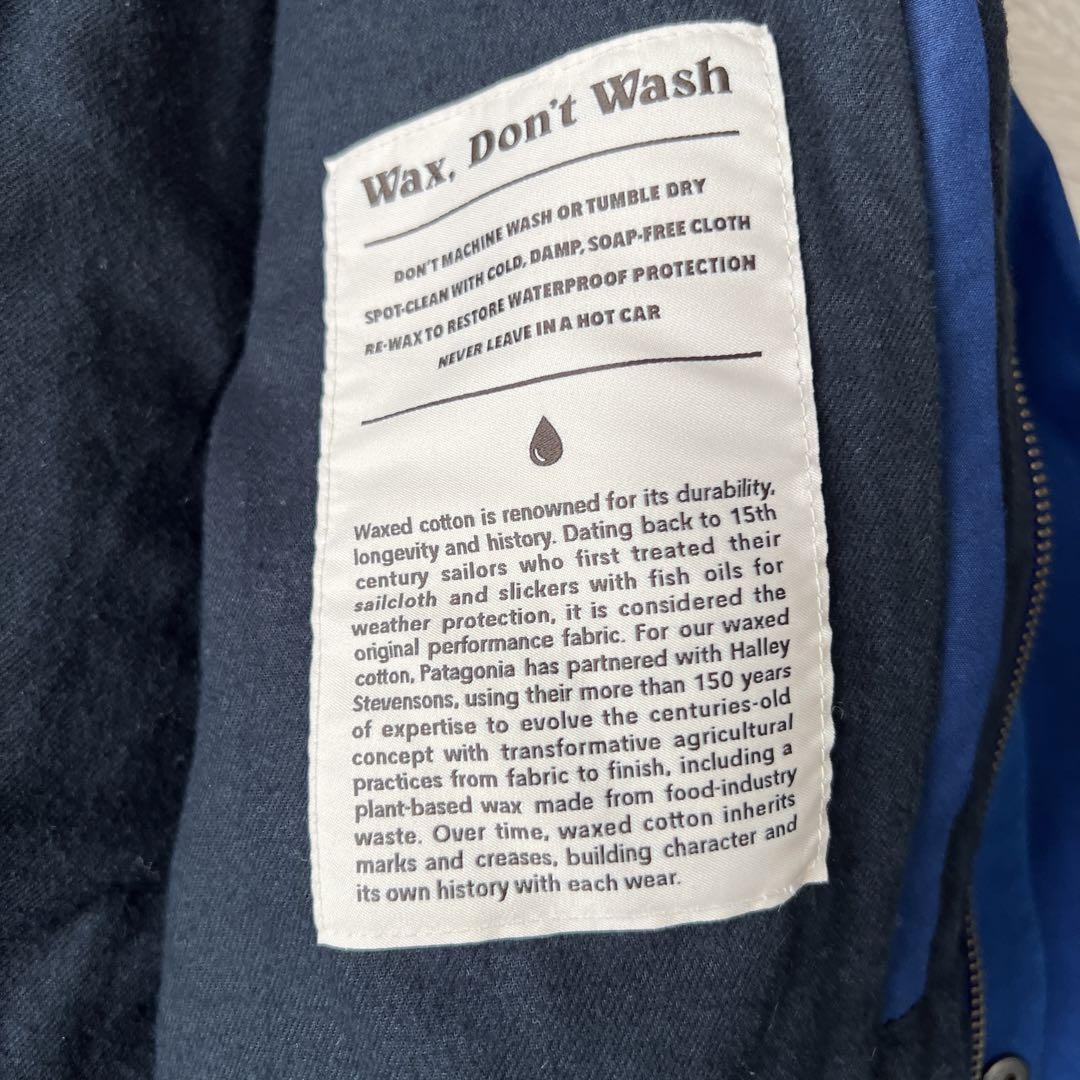 Wax, Don't Wash
DON'T MACHINE WASH OR TUMBLE DRY
SPOT-CLEAN WITH COLD, DAMP, SOAP-FREE CLOTH
RE-WAX TO RESTORE WATERPROOF PROTECTION
NEVER LEAVE IN A HOT CAR
Waxed cotton is renowned for its durability,
longevity and history. Dating back to 15th
century sailors who first treated their
sailcloth and slickers with fish oils for
weather protection, it is considered the
original performance fabric. For our waxed
cotton, Patagonia has partnered with Halley
Stevensons, using their more than 150 years
of expertise to evolve the centuries-old
concept with transformative agricultural
practices from fabric to finish, including a
plant-based wax made from food-industry
waste. Over time, waxed cotton inherits
marks and creases, building character and
its own history with each wear.